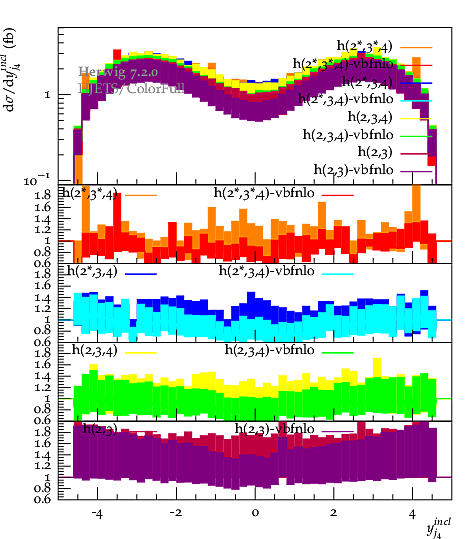 dσ/dy_{j_4}^{incl} (fb)
1
10^{-1}
Herwig 7.2.0
HJETS/ColorFull
h(2*,3*,4)
h(2*,3*,4)-vbfnlo
h(2*,3,4)
h(2*,3,4)-vbfnlo
h(2,3,4)
h(2,3,4)-vbfnlo
h(2,3)
h(2,3)-vbfnlo
1.8
1.6
1.4
1.2
1
0.8
0.6
h(2*,3*,4) h(2*,3*,4)-vbfnlo
1.8
1.6
1.4
1.2
1
0.8
0.6
h(2*,3,4) h(2*,3,4)-vbfnlo
1.8
1.6
1.4
1.2
1
0.8
0.6
h(2,3,4) h(2,3,4)-vbfnlo
1.8
1.6
1.4
1.2
1
0.8
0.6
h(2,3) h(2,3)-vbfnlo
-4 -2 0 2 4
y_{j_4}^{incl}